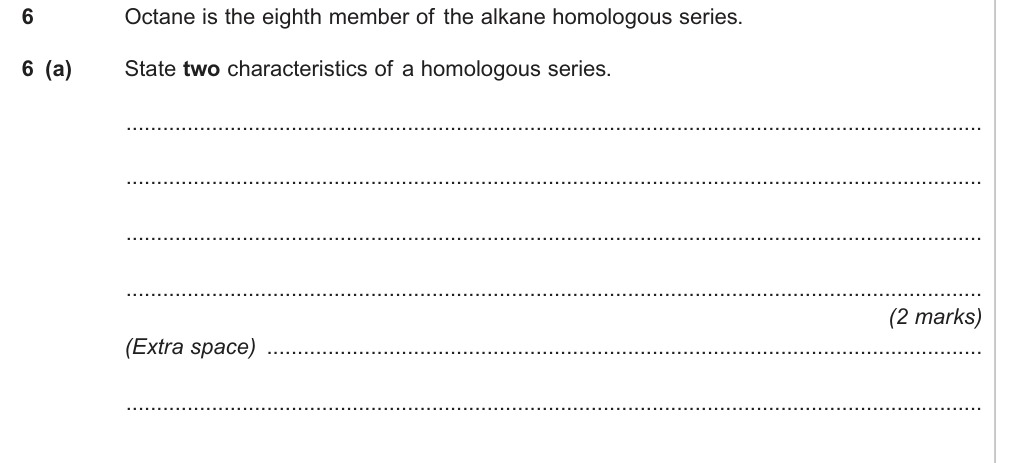 6 Octane is the eighth member of the alkane homologous series.
6 (a) State two characteristics of a homologous series.
(2 marks)
(Extra space)